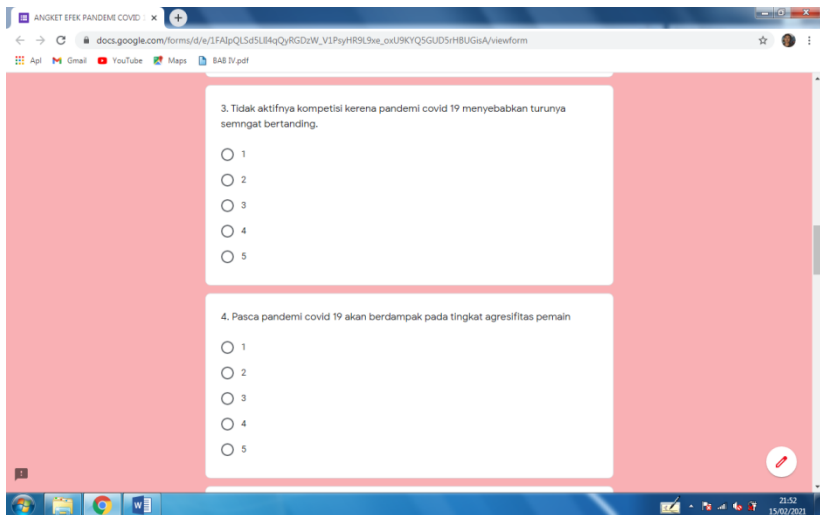 ANGKET EFEK PANDEMI COVID
docs.google.com/forms/d/e/1FAIpQLSd5Ll4qQyRGDzW_V1PsyHR9L9xe_oxU9KYQ5GUD5rHBUGisA/viewform
Apl Gmail YouTube Maps BAB IV.pdf
3. Tidak aktifnya kompetisi kerena pandemi covid 19 menyebabkan turunya
semngat bertanding.
1
2
3
4
5
4. Pasca pandemi covid 19 akan berdampak pada tingkat agresifitas pemain
1
2
3
4
5
21:52
15/02/2021